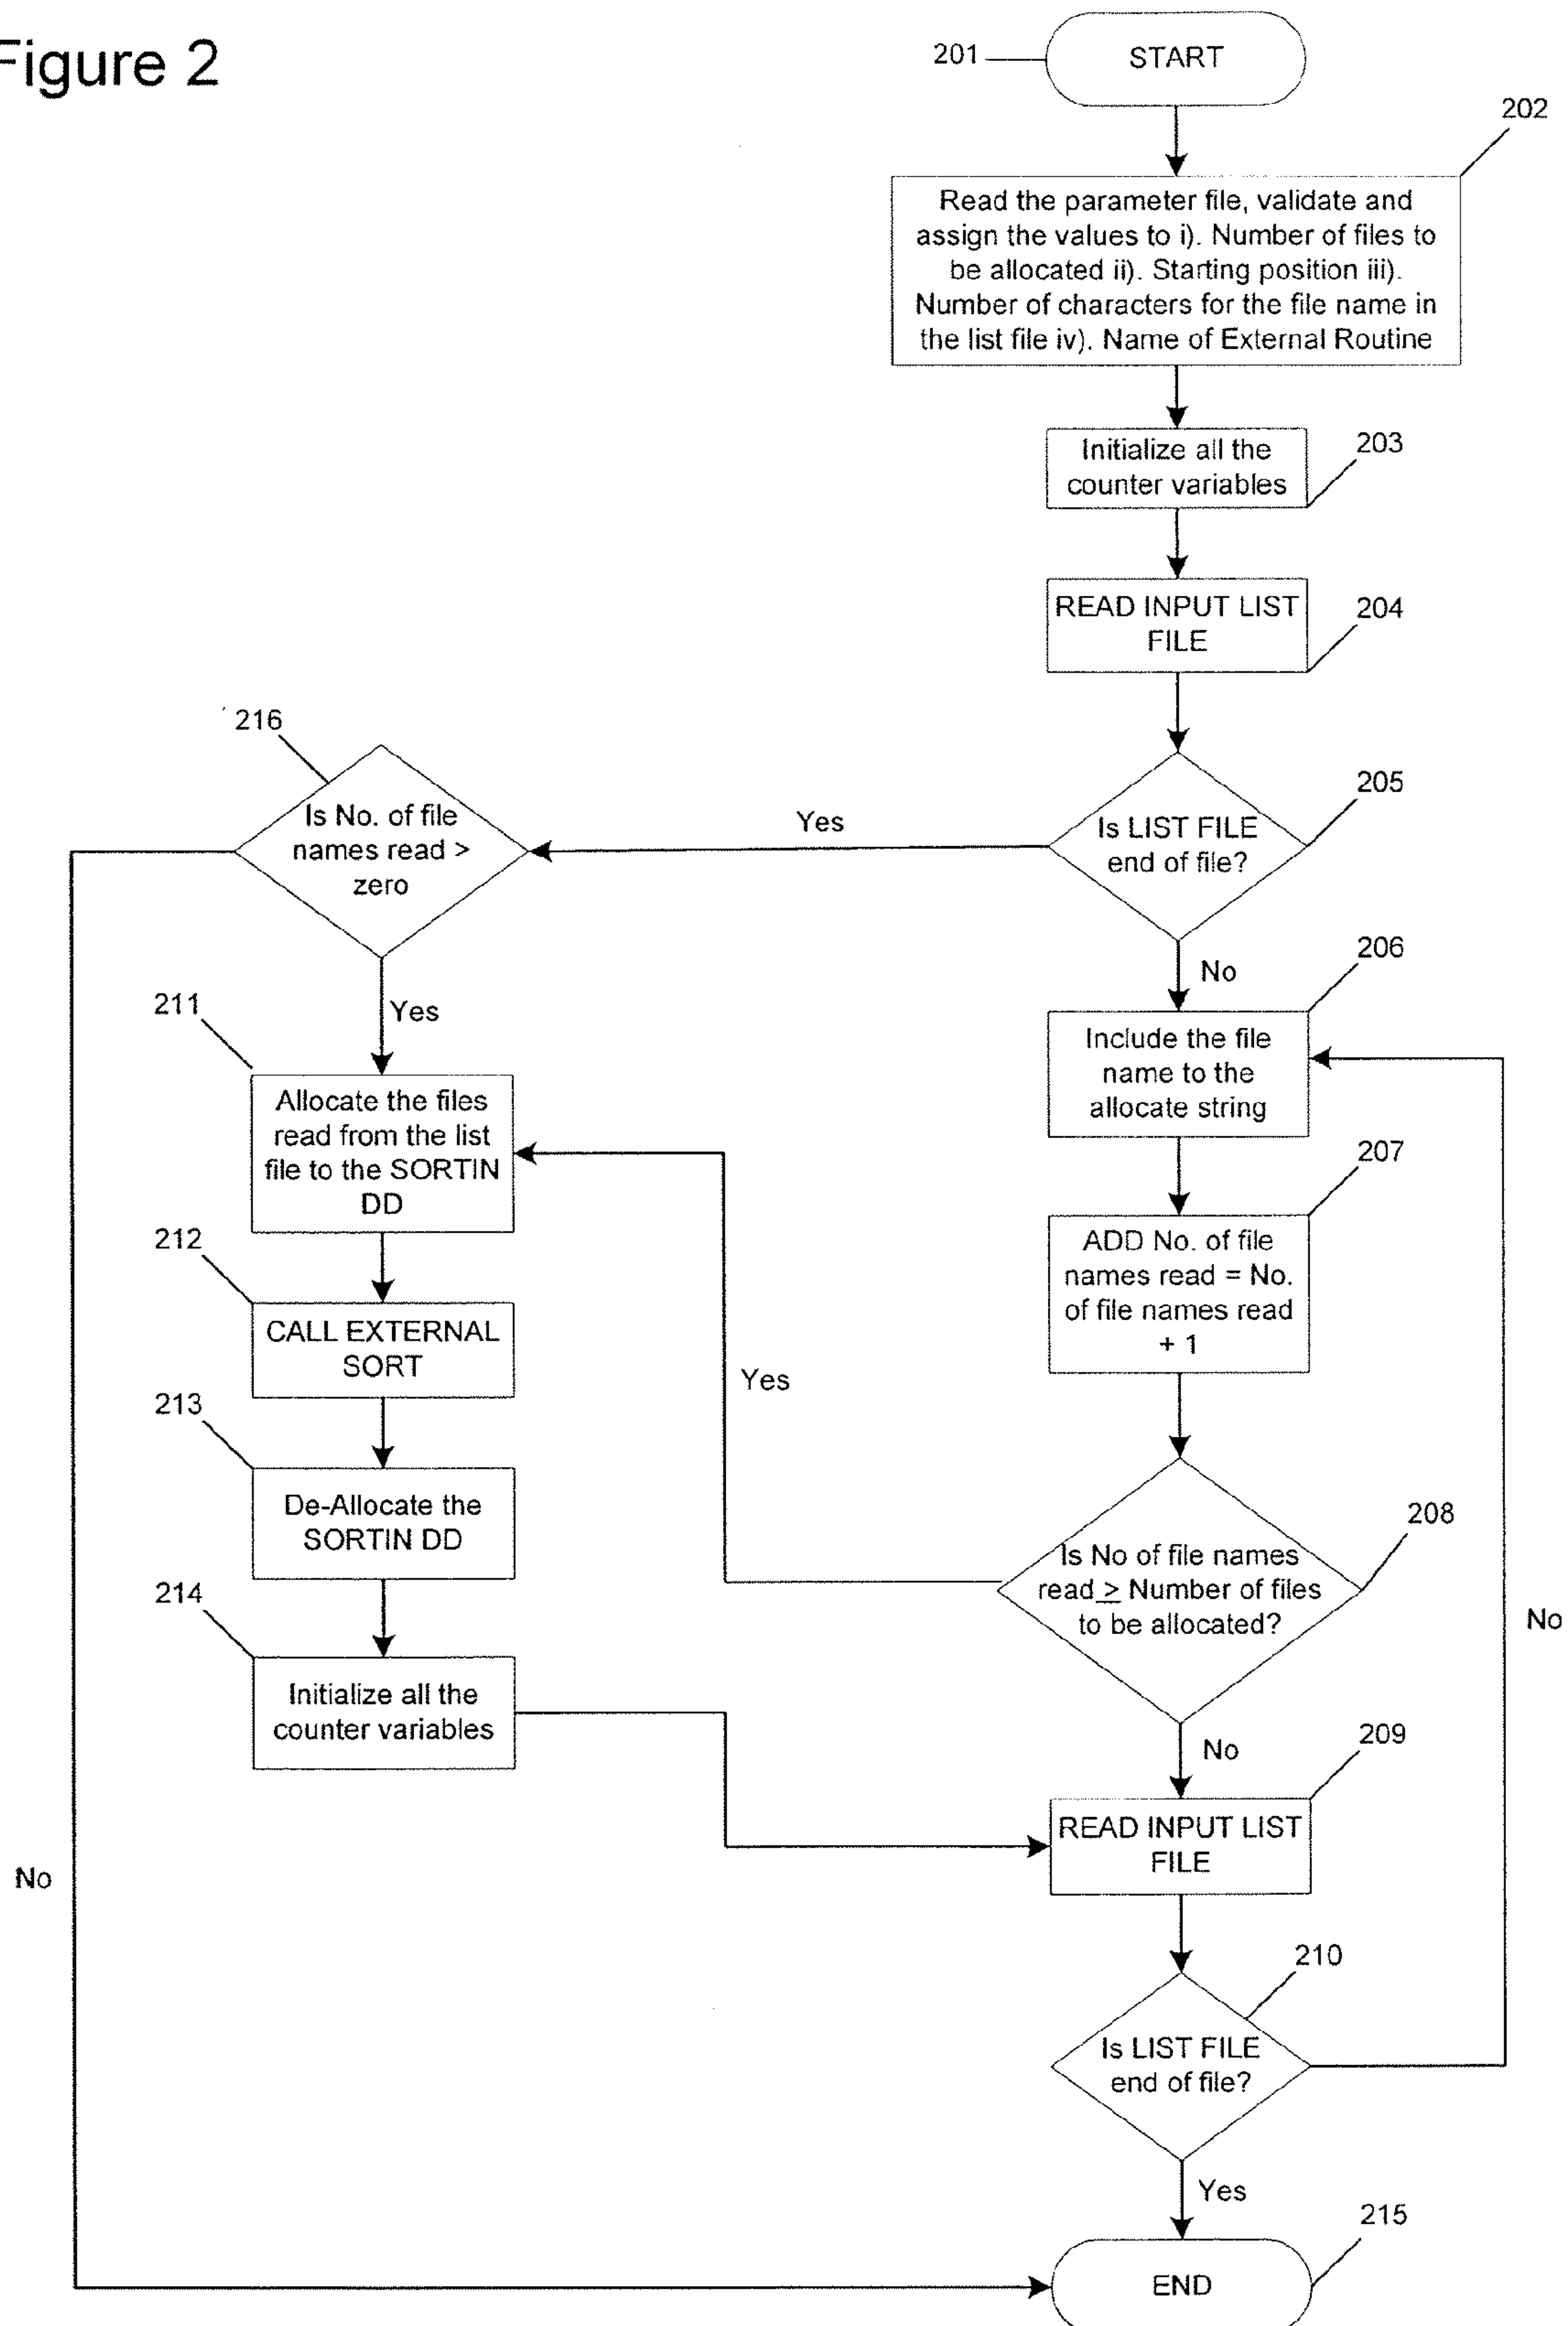 Figure 2
201
START
202
Read the parameter file, validate and
assign the values to i). Number of files to
be allocated ii). Starting position iii).
Number of characters for the file name in
the list file iv). Name of External Routine
Initialize all the
counter variables
203
READ INPUT LIST
FILE
204
216
Is No. of file
names read >
zero
Yes
Is LIST FILE
end of file?
205
No
Yes
206
Include the file
name to the
allocate string
211
Allocate the files
read from the list
file to the SORTIN
DD
207
ADD No. of file
names read = No.
of file names read
+ 1
212
CALL EXTERNAL
SORT
Yes
213
De-Allocate the
SORTIN DD
208
Is No of file names
read ≥ Number of files
to be allocated?
No
214
Initialize all the
counter variables
No
209
READ INPUT LIST
FILE
No
210
Is LIST FILE
end of file?
Yes
215
END